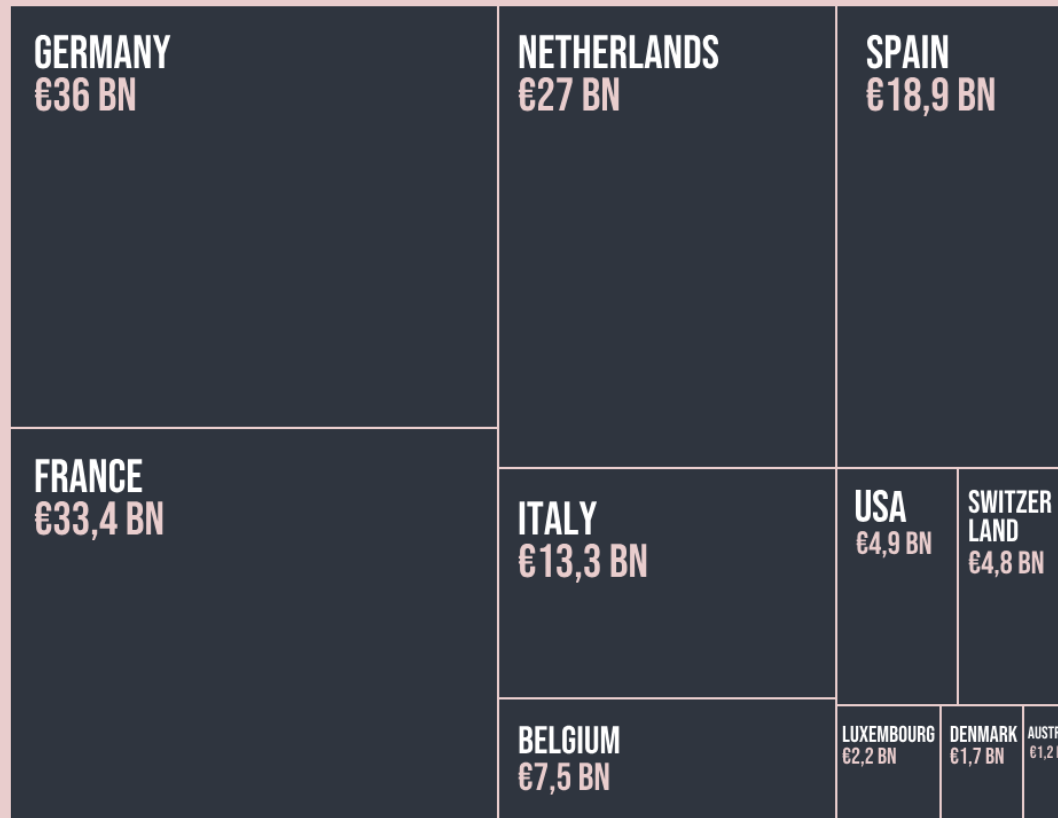 GERMANY
€36 BN
NETHERLANDS
€27 BN
SPAIN
€18,9 BN
FRANCE
€33,4 BN
ITALY
€13,3 BN
USA
€4,9 BN
SWITZER
LAND
€4,8 BN
BELGIUM
€7,5 BN
LUXEMBOURG
€2,2 BN
DENMARK
€1,7 BN
€1,2